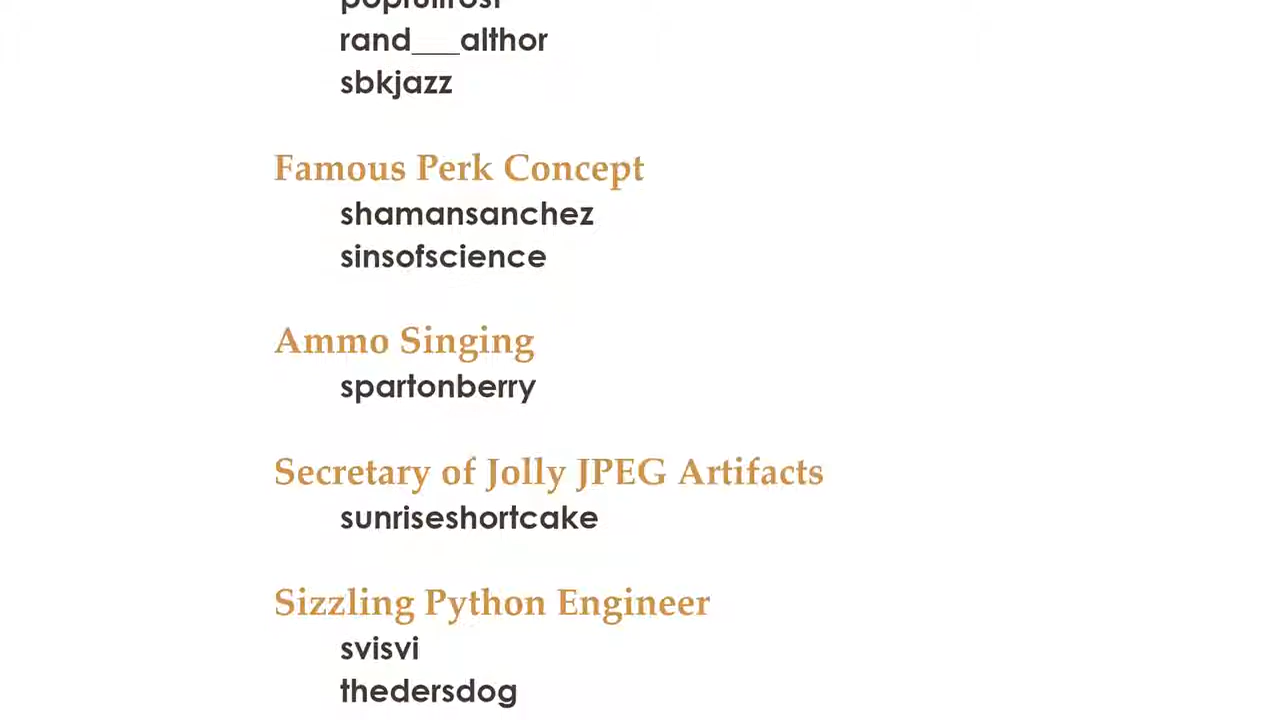 rand___althor
sbkjazz
Famous Perk Concept
shamansanchez
sinsofscience
Ammo Singing
spartonberry
Secretary of Jolly JPEG Artifacts
sunriseshortcake
Sizzling Python Engineer
svisvi
thedersdog